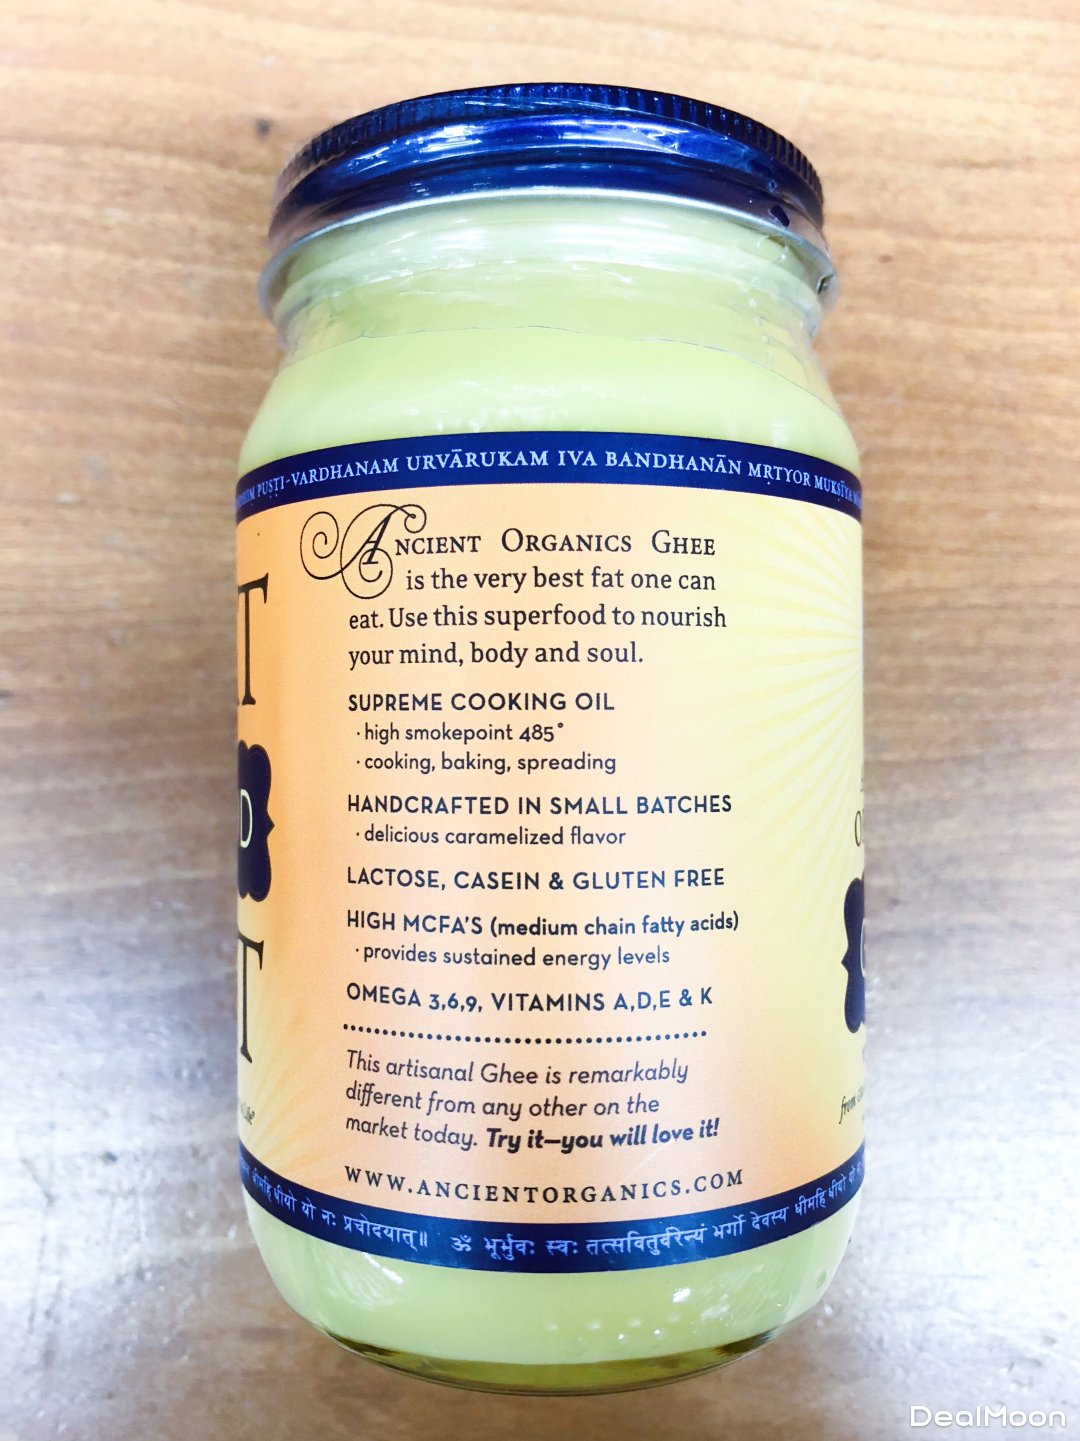 PUṢṬI-VARDHANAM URVĀRUKAM IVA BANDHANĀN MṚTYOR MUKṢĪYA
ANCIENT ORGANICS GHEE
is the very best fat one can
eat. Use this superfood to nourish
your mind, body and soul.
SUPREME COOKING OIL
· high smokepoint 485°
· cooking, baking, spreading
HANDCRAFTED IN SMALL BATCHES
· delicious caramelized flavor
LACTOSE, CASEIN & GLUTEN FREE
HIGH MCFA'S (medium chain fatty acids)
· provides sustained energy levels
OMEGA 3,6,9, VITAMINS A,D,E & K
This artisanal Ghee is remarkably
different from any other on the
market today. Try it—you will love it!
WWW.ANCIENTORGANICS.COM
धीमहि धीयो यो नः प्रचोदयात्॥ ॐ भूर्भुवः स्वः तत्सवितुर्वरेन्यं भर्गो देवस्य धीमहि धीयो यो
D
from
DealMoon